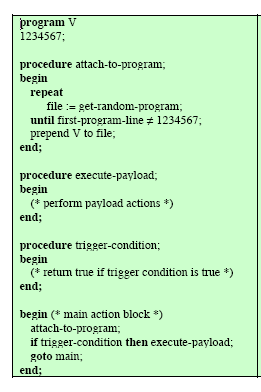 program V
1234567;
procedure attach-to-program;
begin
repeat
file := get-random-program;
until first-program-line ≠ 1234567;
prepend V to file;
end;
procedure execute-payload;
begin
(* perform payload actions *)
end;
procedure trigger-condition;
begin
(* return true if trigger condition is true *)
end;
begin (* main action block *)
attach-to-program;
if trigger-condition then execute-payload;
goto main;
end;